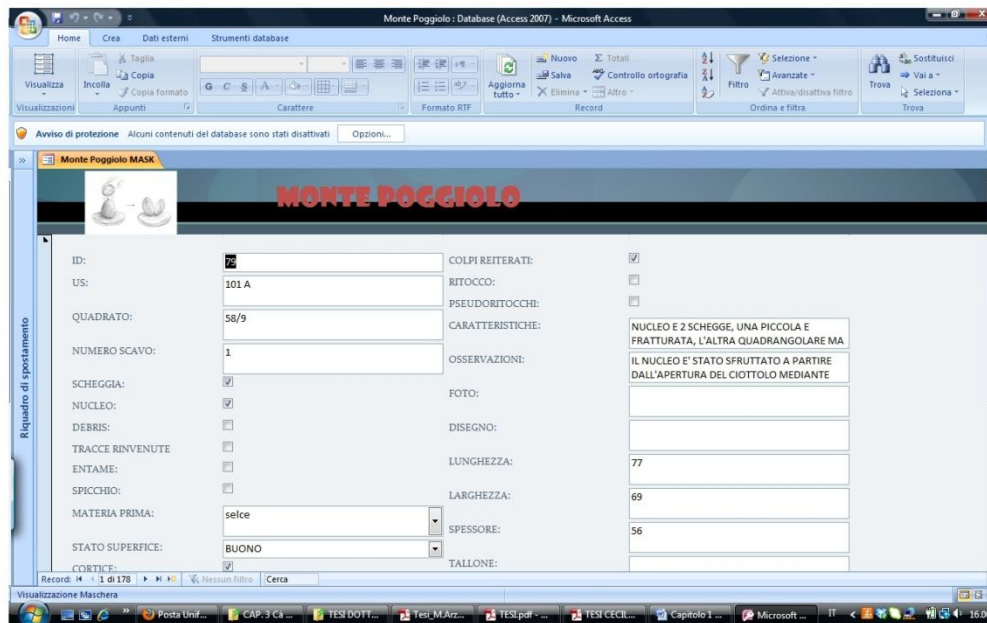 Monte Poggiolo : Database (Access 2007) - Microsoft Access
Home Crea Dati esterni Strumenti database
Visualizza
Visualizzazioni
Incolla
Taglia
Copia
Copia formato
Appunti
G C S A
Carattere
Formato RTF
Aggiorna tutto
Nuovo
Salva
Elimina
Totali
Controllo ortografia
Altro
Record
Filtro
Selezione
Avanzate
Attiva/disattiva filtro
Ordina e filtra
Trova
Sostituisci
Vai a
Seleziona
Trova
Avviso di protezione Alcuni contenuti del database sono stati disattivati Opzioni...
Monte Poggiolo MASK
MONTE POGGIOLO
Riquadro di spostamento
ID: 79
US: 101 A
QUADRATO: 58/9
NUMERO SCAVO: 1
SCHEGGIA:
NUCLEO:
DEBRIS:
TRACCE RINVENUTE
ENTAME:
SPICCHIO:
MATERIA PRIMA: selce
STATO SUPERFICE: BUONO
CORTICE:
COLPI REITERATI:
RITOCCO:
PSEUDORITOCCHI:
CARATTERISTICHE: NUCLEO E 2 SCHEGGE, UNA PICCOLA E
FRATTURATA, L'ALTRA QUADRANGOLARE MA
OSSERVAZIONI: IL NUCLEO E' STATO SFRUTTATO A PARTIRE
DALL'APERTURA DEL CIOTTOLO MEDIANTE
FOTO:
DISEGNO:
LUNGHEZZA: 77
LARGHEZZA: 69
SPESSORE: 56
TALLONE:
Record: 1 di 178 Nessun filtro Cerca
Visualizzazione Maschera
Posta Unif... CAP. 3 Cà ... TESI DOTT... Tesi_M.Arz... TESI.pdf - ... TESI CECIL... Capitolo 1 ... Microsoft ... IT 16.00